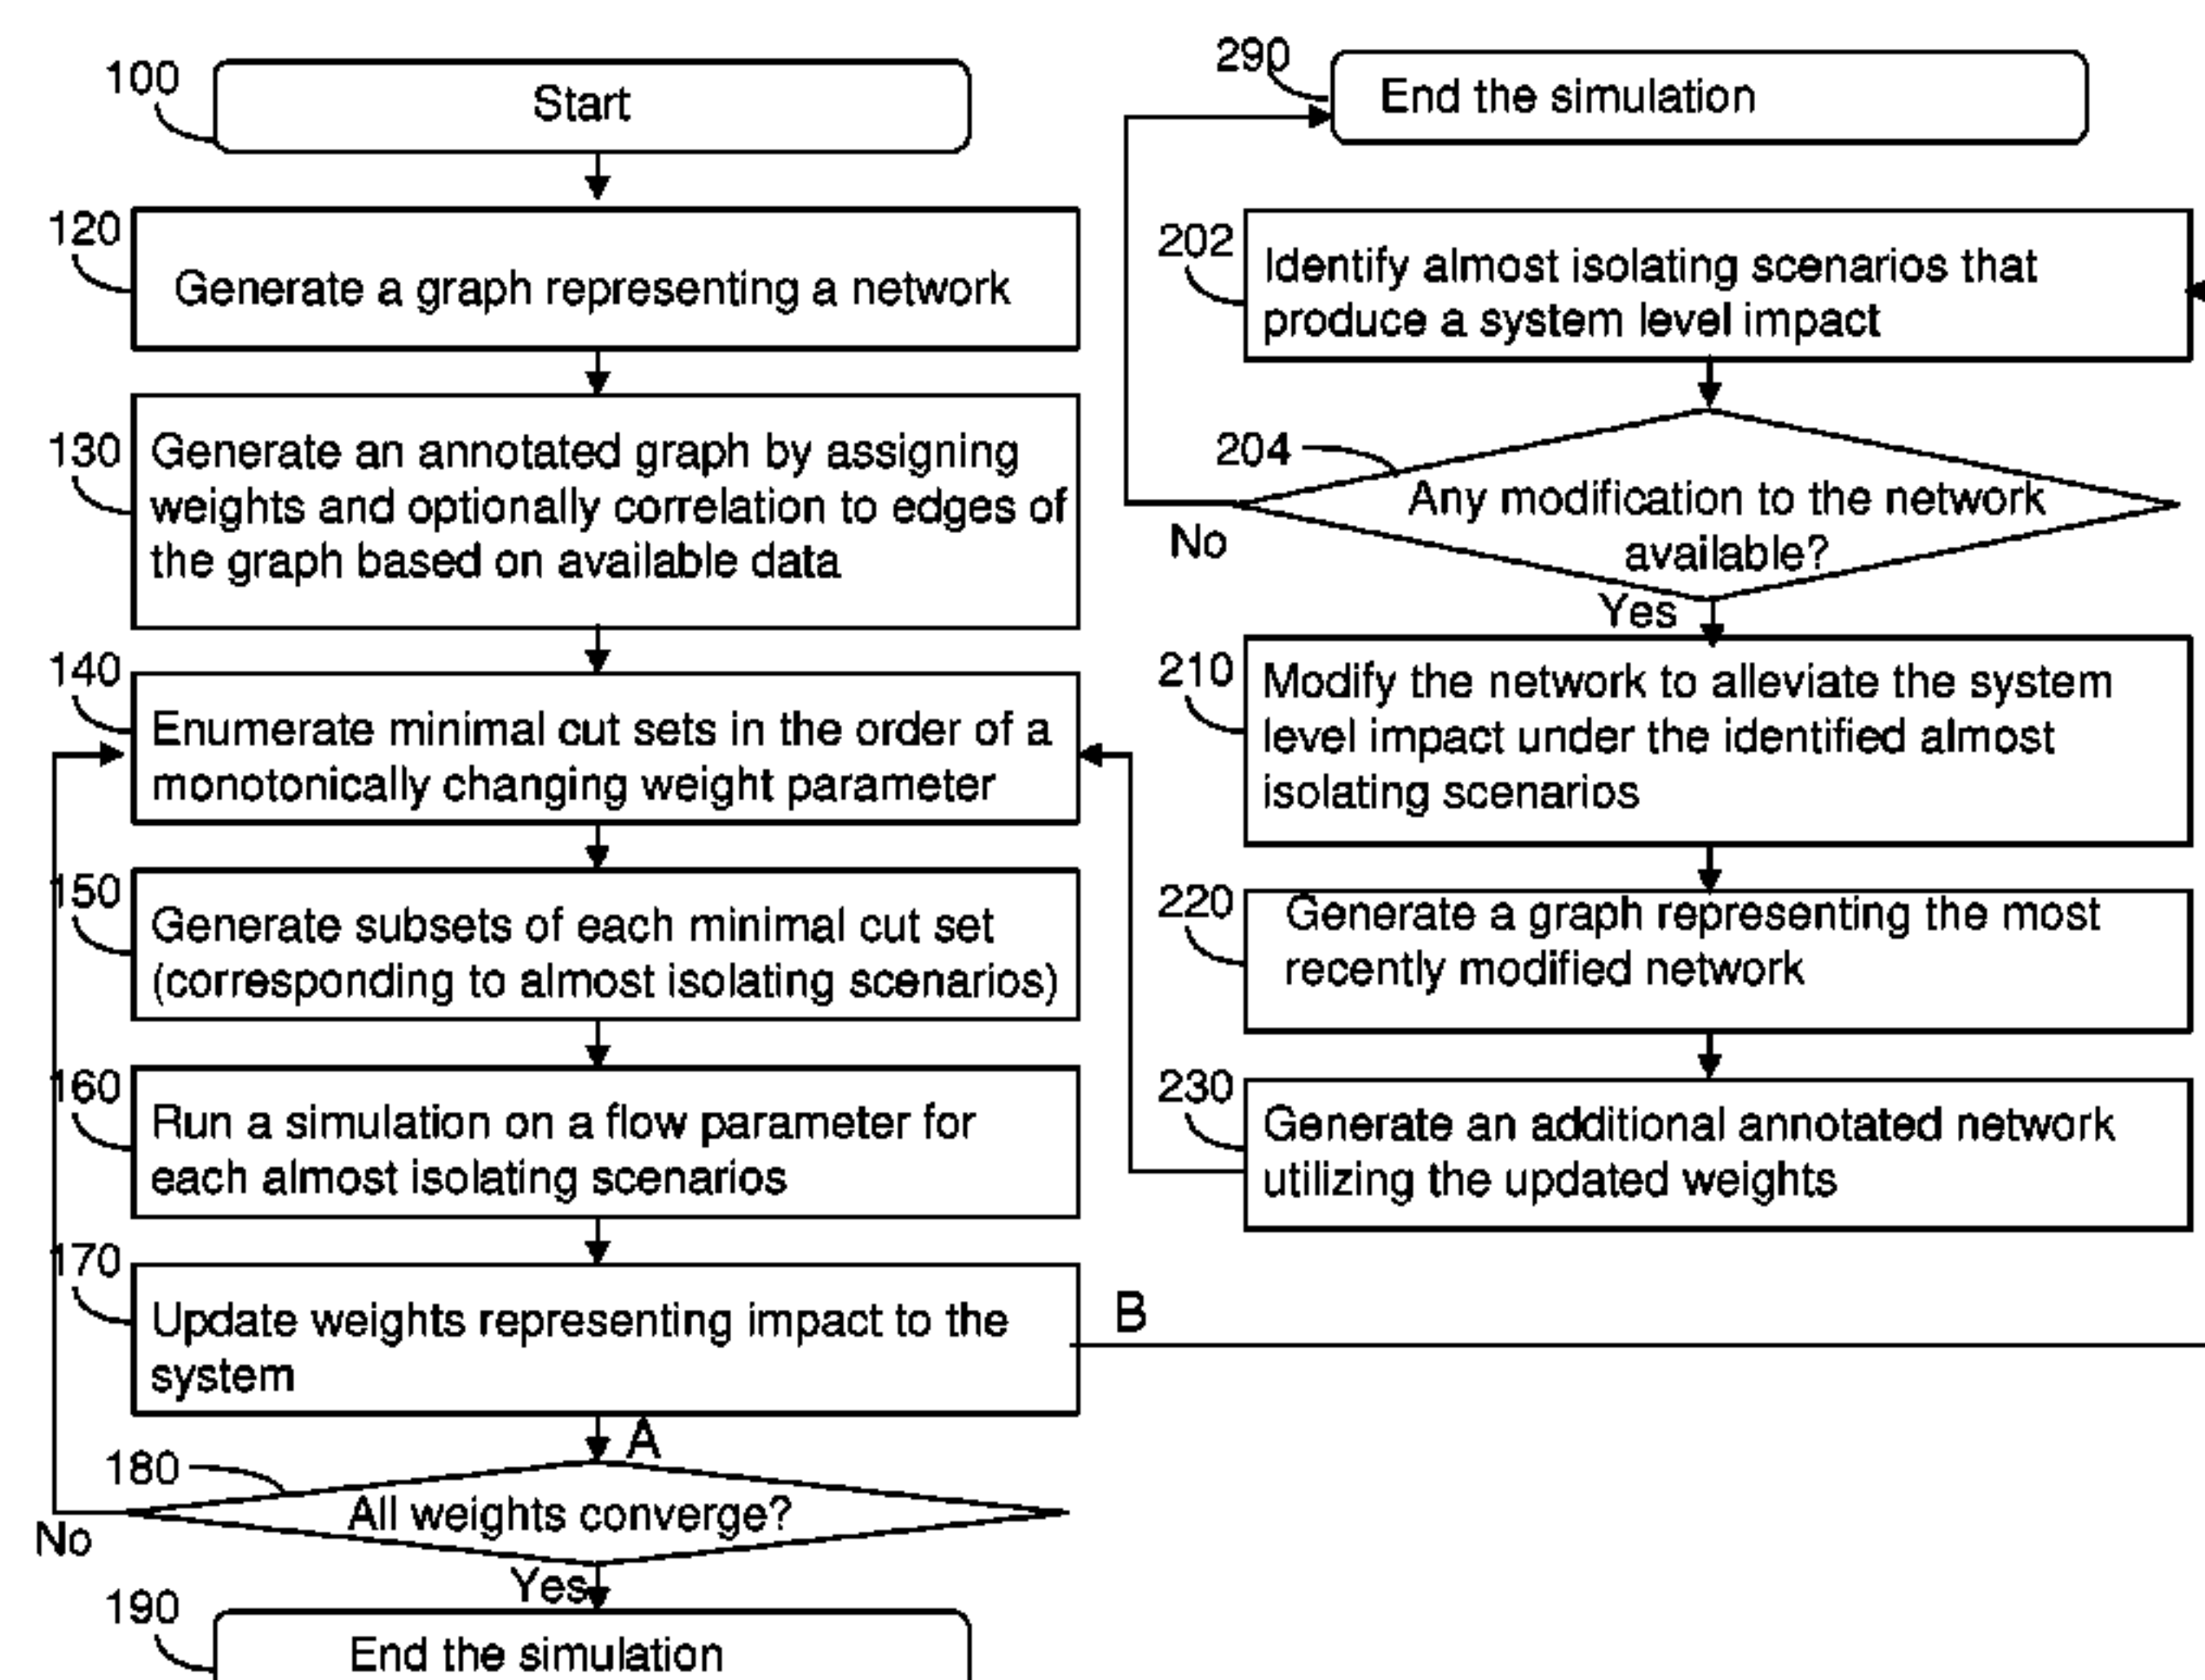 100
Start
120
Generate a graph representing a network
130
Generate an annotated graph by assigning
weights and optionally correlation to edges of
the graph based on available data
140
Enumerate minimal cut sets in the order of a
monotonically changing weight parameter
150
Generate subsets of each minimal cut set
(corresponding to almost isolating scenarios)
160
Run a simulation on a flow parameter for
each almost isolating scenarios
170
Update weights representing impact to the
system
B
A
180
All weights converge?
No
Yes
190
End the simulation
290
End the simulation
202
Identify almost isolating scenarios that
produce a system level impact
204
Any modification to the network
available?
No
Yes
210
Modify the network to alleviate the system
level impact under the identified almost
isolating scenarios
220
Generate a graph representing the most
recently modified network
230
Generate an additional annotated network
utilizing the updated weights